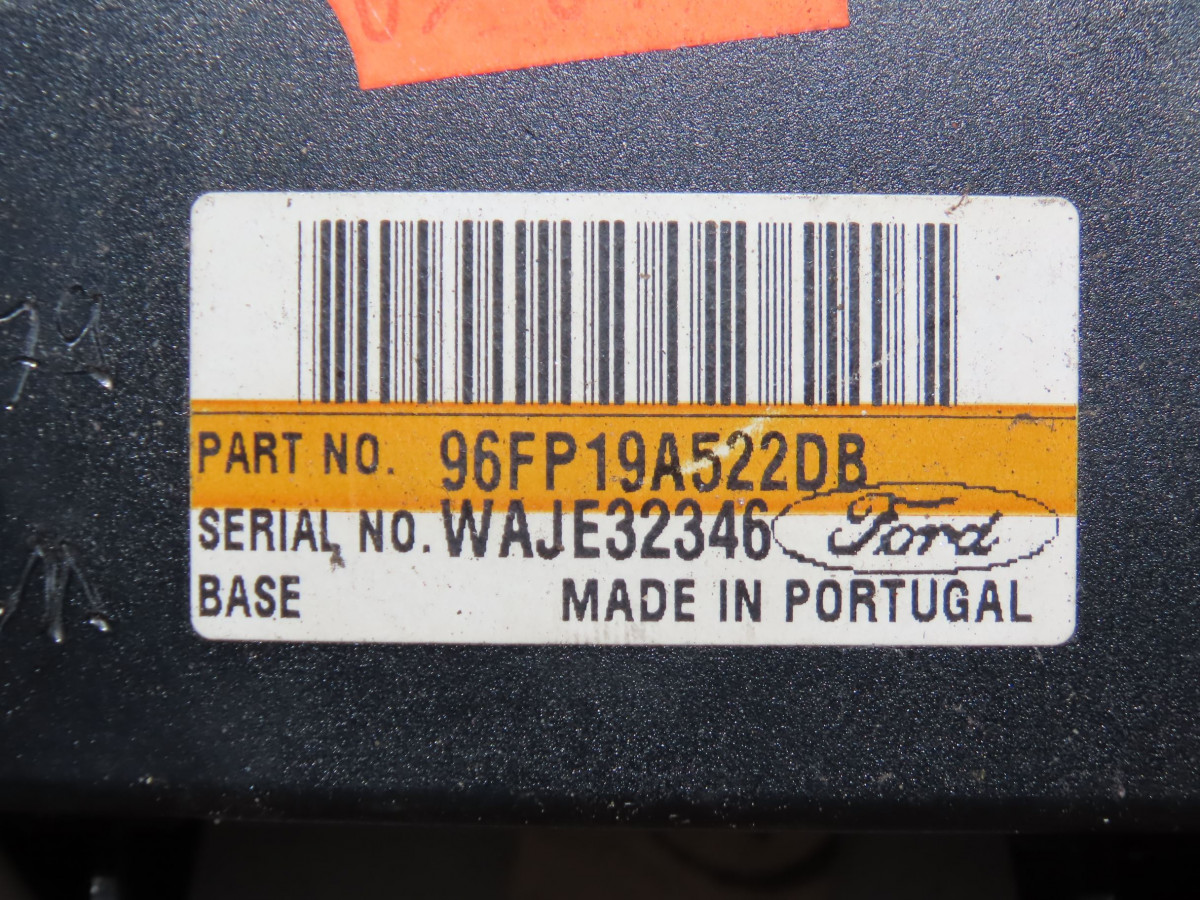 PART NO. 96FP19A522DB
SERIAL NO. WAJE32346 Ford
BASE MADE IN PORTUGAL